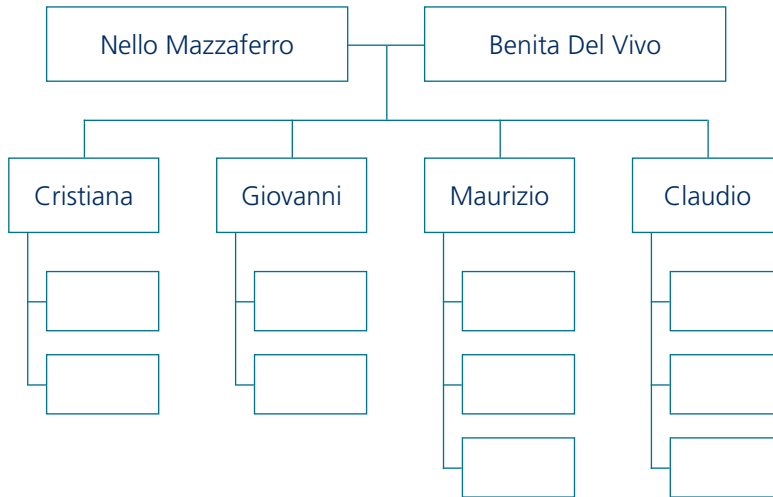 Nello Mazzaferro
Benita Del Vivo
Cristiana
Giovanni
Maurizio
Claudio